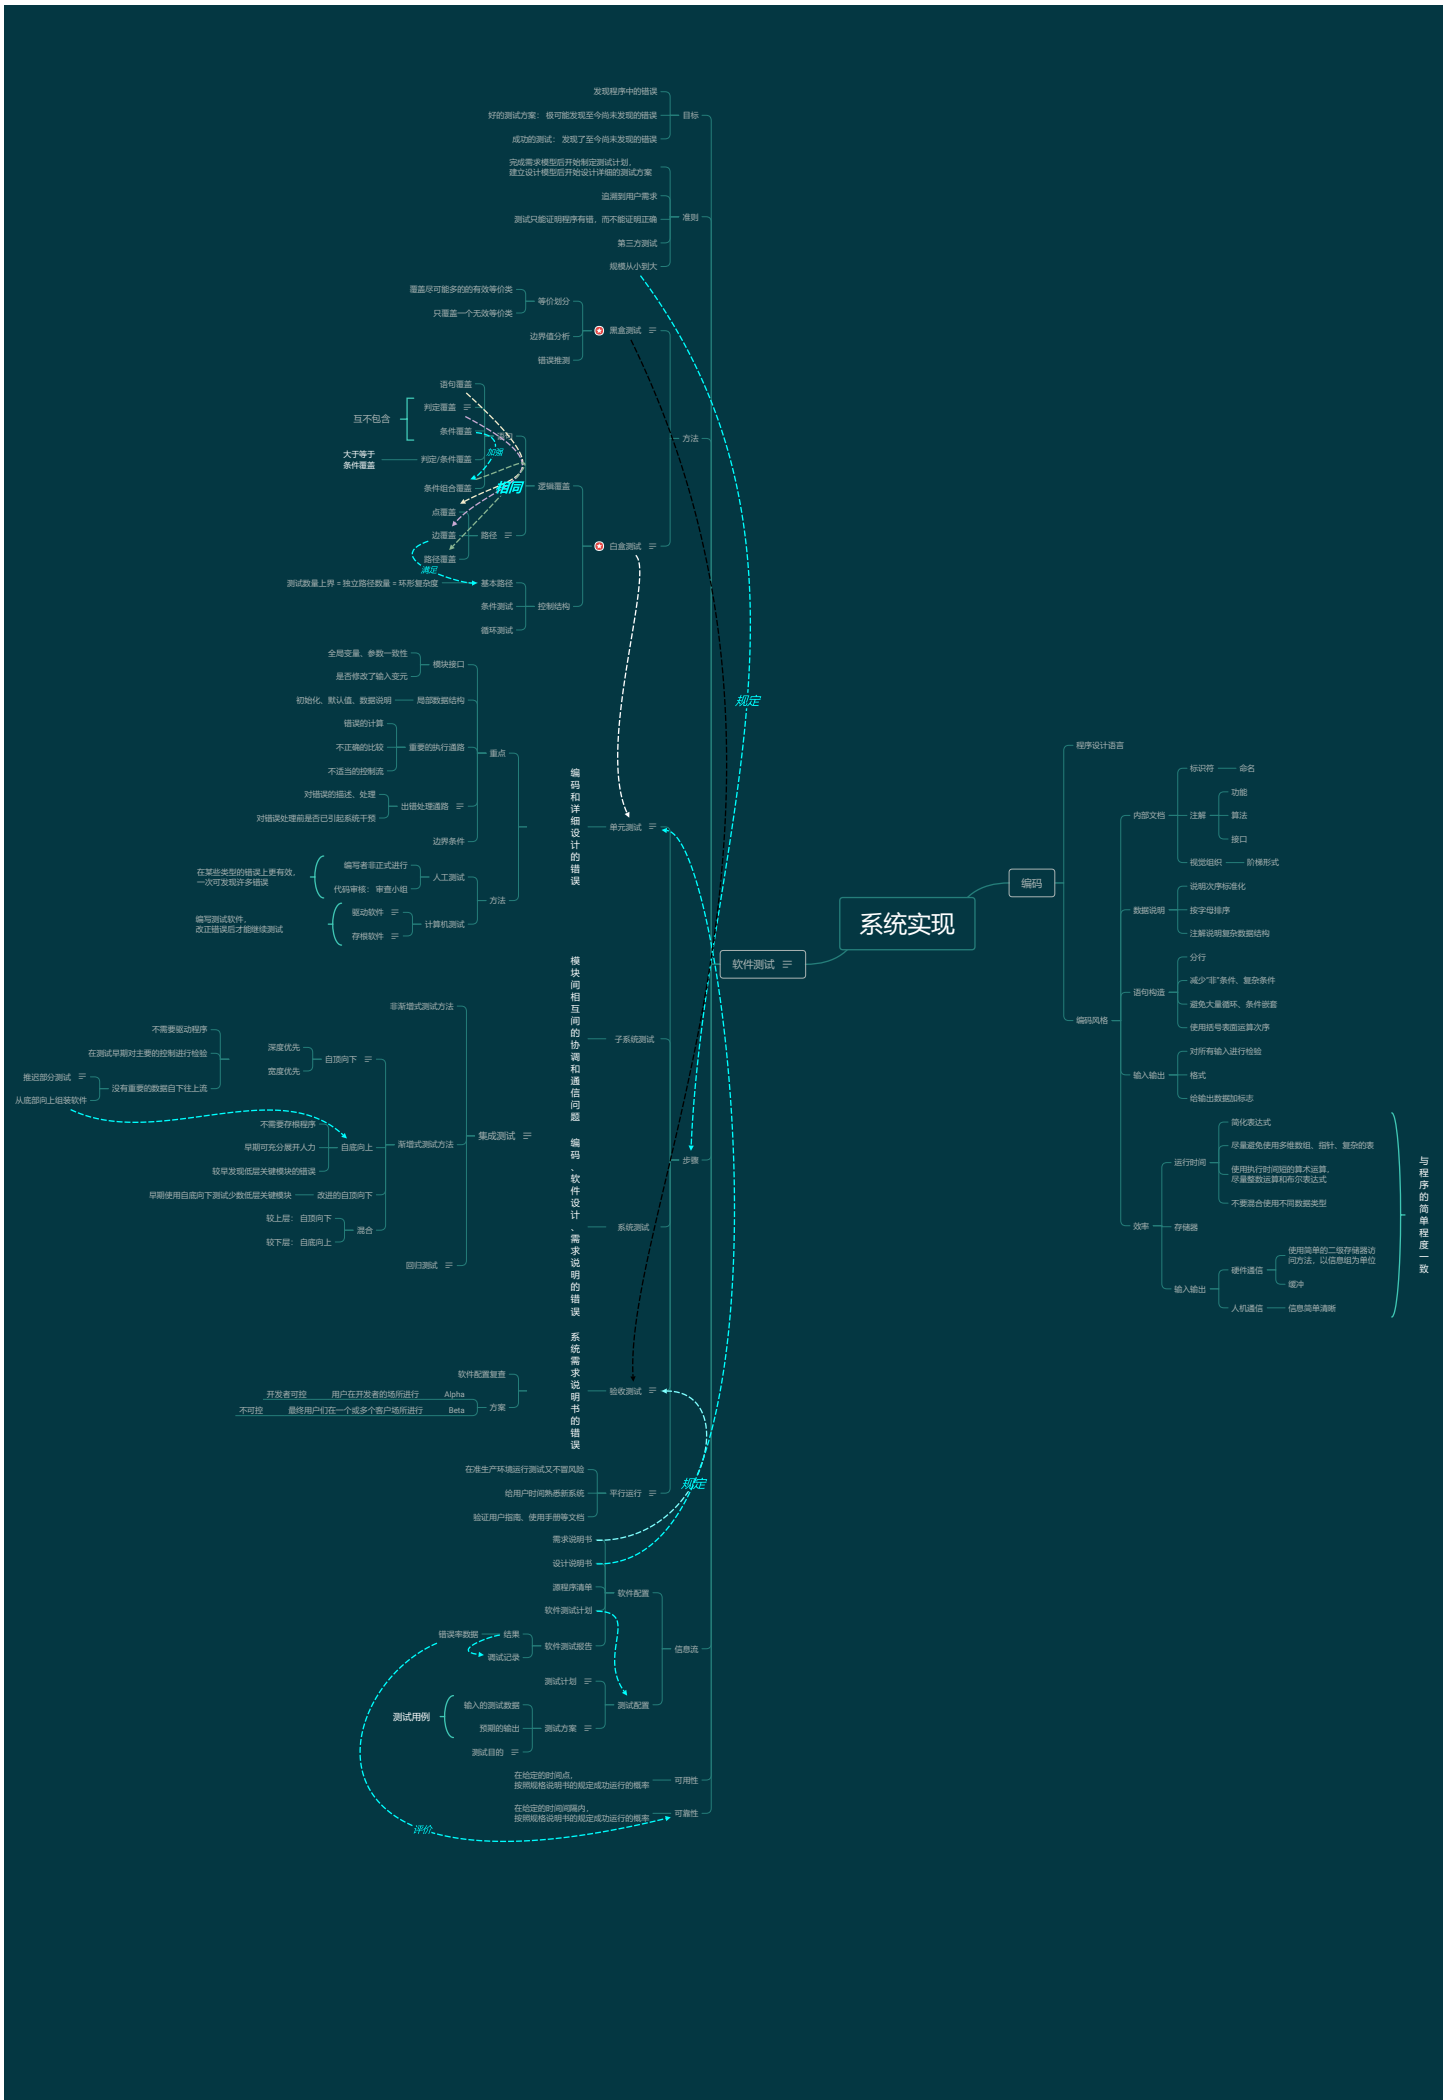 系统实现
编码
程序设计语言
编码风格
内部文档
标识符
命名
注解
功能
算法
接口
视觉组织
阶梯形式
数据说明
说明次序标准化
按字母排序
注解说明复杂数据结构
语句构造
分行
减少"非"条件、复杂条件
避免大量循环、条件嵌套
使用括号表面运算次序
输入输出
对所有输入进行检验
格式
给输出数据加标志
效率
运行时间
简化表达式
尽量避免使用多维数组、指针、复杂的表
使用执行时间短的算术运算，
尽量整数运算和布尔表达式
不要混合使用不同数据类型
存储器
输入输出
硬件通信
使用简单的二级存储器访
问方法，以信息组为单位
缓冲
人机通信
信息简单清晰
与程序的简单程度一致
软件测试
目标
发现程序中的错误
好的测试方案： 极可能发现至今尚未发现的错误
成功的测试： 发现了至今尚未发现的错误
准则
完成需求模型后开始制定测试计划，
建立设计模型后开始设计详细的测试方案
追溯到用户需求
测试只能证明程序有错，而不能证明正确
第三方测试
规模从小到大
规定
方法
黑盒测试
等价划分
覆盖尽可能多的的有效等价类
只覆盖一个无效等价类
边界值分析
错误推测
白盒测试
逻辑覆盖
语句覆盖
判定覆盖
条件覆盖
互不包含
判定/条件覆盖
大于等于
条件覆盖
条件组合覆盖
加强
相同
路径
点覆盖
边覆盖
路径覆盖
满足
控制结构
基本路径
测试数量上界 = 独立路径数量 = 环形复杂度
条件测试
循环测试
步骤
单元测试
编码和详细设计的错误
重点
模块接口
全局变量、参数一致性
是否修改了输入变元
局部数据结构
初始化、默认值、数据说明
重要的执行通路
错误的计算
不正确的比较
不适当的控制流
出错处理通路
对错误的描述、处理
对错误处理前是否已引起系统干预
边界条件
方法
人工测试
编写者非正式进行
代码审核： 审查小组
在某些类型的错误上更有效，
一次可发现许多错误
计算机测试
驱动软件
存根软件
编写测试软件，
改正错误后才能继续测试
子系统测试
模块间相互间的协调和通信问题
集成测试
非渐增式测试方法
渐增式测试方法
自顶向下
深度优先
宽度优先
不需要驱动程序
在测试早期对主要的控制进行检验
没有重要的数据自下往上流
推迟部分测试
从底部向上组装软件
自底向上
不需要存根程序
早期可充分展开人力
较早发现低层关键模块的错误
改进的自顶向下
早期使用自底向下测试少数低层关键模块
混合
较上层： 自顶向下
较下层： 自底向上
回归测试
系统测试
编码、软件设计、需求说明的错误
验收测试
系统需求说明书的错误
软件配置复查
方案
Alpha
用户在开发者的场所进行
开发者可控
Beta
最终用户们在一个或多个客户场所进行
不可控
平行运行
在准生产环境运行测试又不冒风险
给用户时间熟悉新系统
验证用户指南、使用手册等文档
规定
信息流
软件配置
需求说明书
设计说明书
源程序清单
软件测试计划
软件测试报告
结果
错误率数据
调试记录
测试配置
测试计划
测试方案
输入的测试数据
预期的输出
测试用例
测试目的
可用性
在给定的时间点，
按照规格说明书的规定成功运行的概率
可靠性
在给定的时间间隔内，
按照规格说明书的规定成功运行的概率
评价